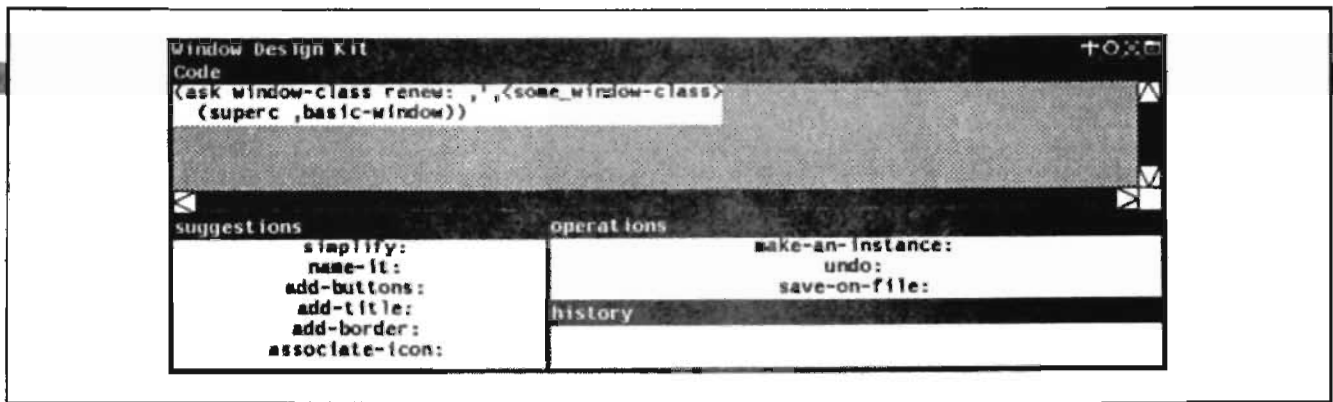 Window Design Kit
Code
(ask window-class renew: ,',<some_window-class>
(superc ,basic-window))
suggestions
simplify:
name-it:
add-buttons:
add-title:
add-border:
associate-icon:
operations
make-an-instance:
undo:
save-on-file:
history